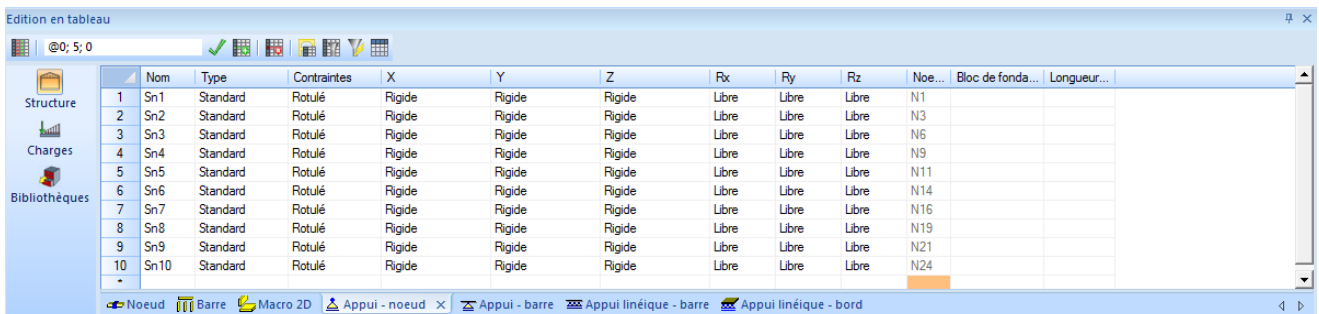 Edition en tableau
@0; 5; 0
Structure
Charges
Bibliothèques
Nom Type Contraintes X Y Z Rx Ry Rz Noe... Bloc de fonda... Longueur...
1 Sn1 Standard Rotulé Rigide Rigide Rigide Libre Libre Libre N1
2 Sn2 Standard Rotulé Rigide Rigide Rigide Libre Libre Libre N3
3 Sn3 Standard Rotulé Rigide Rigide Rigide Libre Libre Libre N6
4 Sn4 Standard Rotulé Rigide Rigide Rigide Libre Libre Libre N9
5 Sn5 Standard Rotulé Rigide Rigide Rigide Libre Libre Libre N11
6 Sn6 Standard Rotulé Rigide Rigide Rigide Libre Libre Libre N14
7 Sn7 Standard Rotulé Rigide Rigide Rigide Libre Libre Libre N16
8 Sn8 Standard Rotulé Rigide Rigide Rigide Libre Libre Libre N19
9 Sn9 Standard Rotulé Rigide Rigide Rigide Libre Libre Libre N21
10 Sn10 Standard Rotulé Rigide Rigide Rigide Libre Libre Libre N24
*
Noeud Barre Macro 2D Appui - noeud Appui - barre Appui linéique - barre Appui linéique - bord